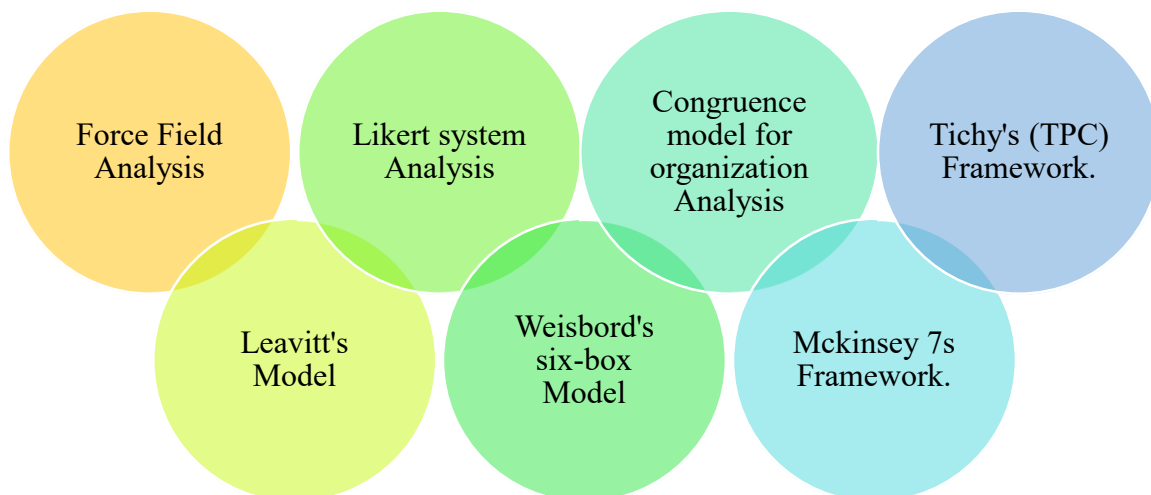 Force Field
Analysis
Leavitt's
Model
Likert system
Analysis
Weisbord's
six-box
Model
Congruence
model for
organization
Analysis
Mckinsey 7s
Framework.
Tichy's (TPC)
Framework.